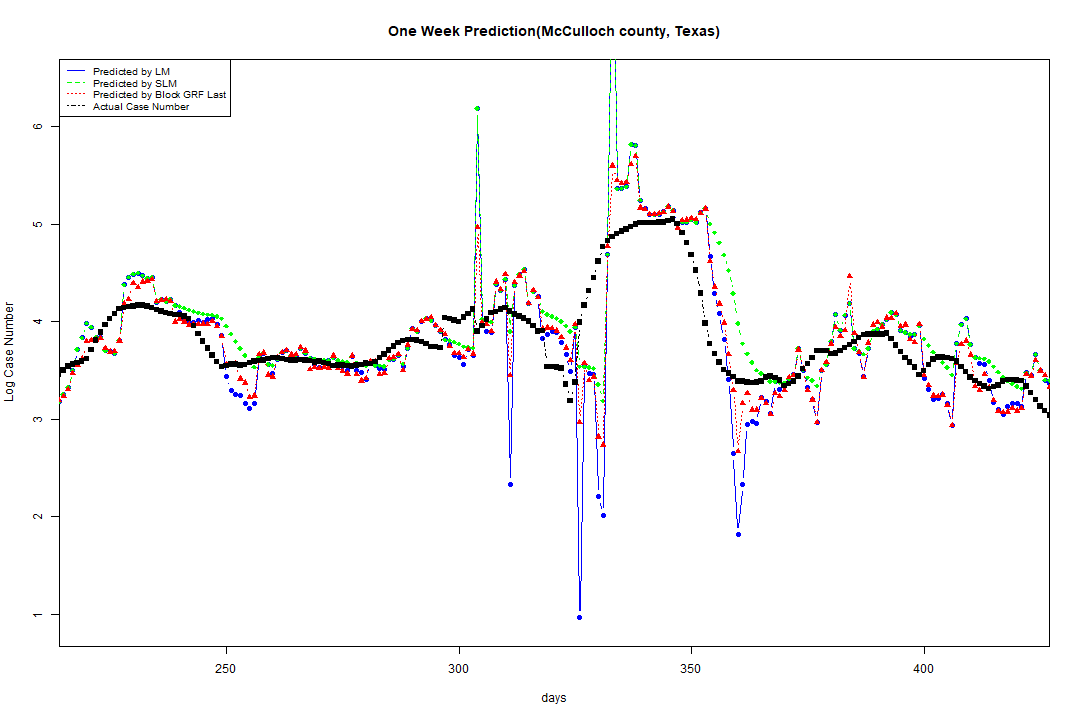 One Week Prediction(McCulloch county, Texas)
Predicted by LM
Predicted by SLM
Predicted by Block GRF Last
Actual Case Number
6
5
4
3
2
1
Log Case Number
250 300 350 400
days